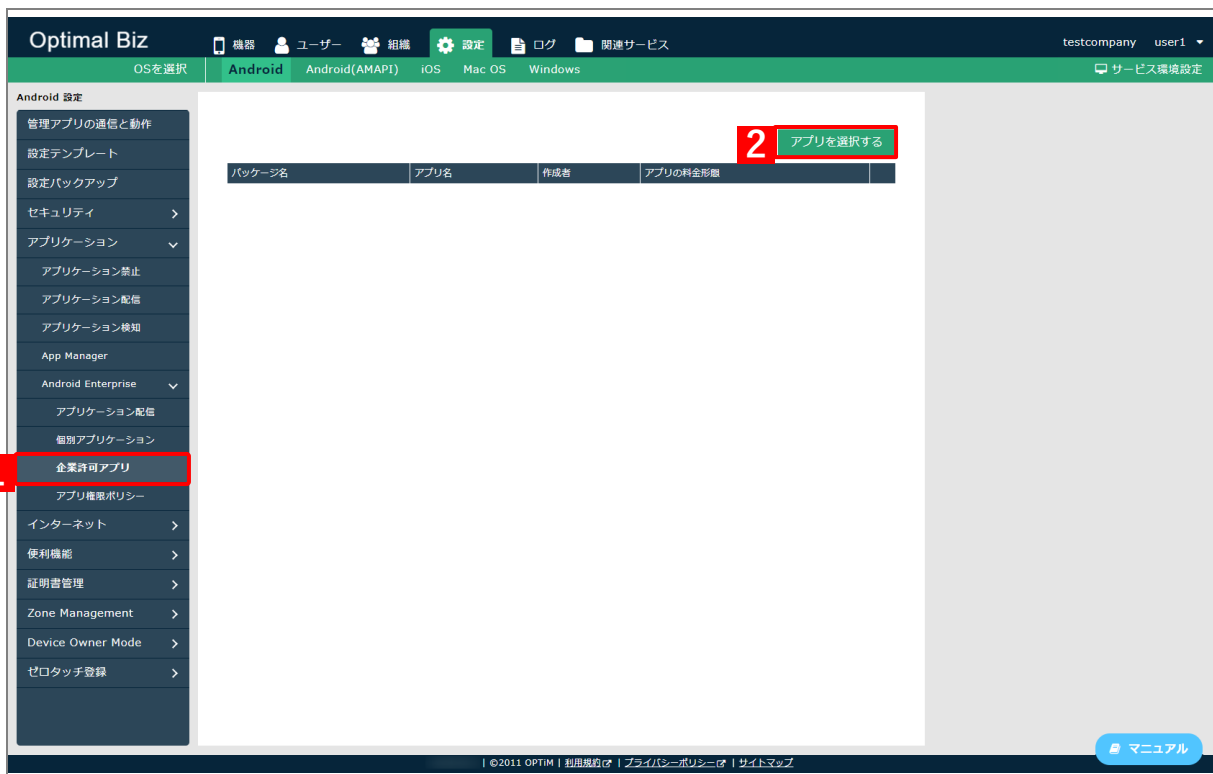 Optimal Biz 機器 ユーザー 組織 設定 ログ 関連サービス testcompany user1
OSを選択 Android Android(AMAPI) iOS Mac OS Windows サービス環境設定
Android 設定
管理アプリの通信と動作
設定テンプレート
設定バックアップ
セキュリティ
アプリケーション
アプリケーション禁止
アプリケーション配信
アプリケーション検知
App Manager
Android Enterprise
アプリケーション配信
個別アプリケーション
企業許可アプリ
アプリ権限ポリシー
インターネット
便利機能
証明書管理
Zone Management
Device Owner Mode
ゼロタッチ登録
2 アプリを選択する
パッケージ名 アプリ名 作成者 アプリの料金形態
マニュアル
| ©2011 OPTiM | 利用規約 | プライバシーポリシー | サイトマップ